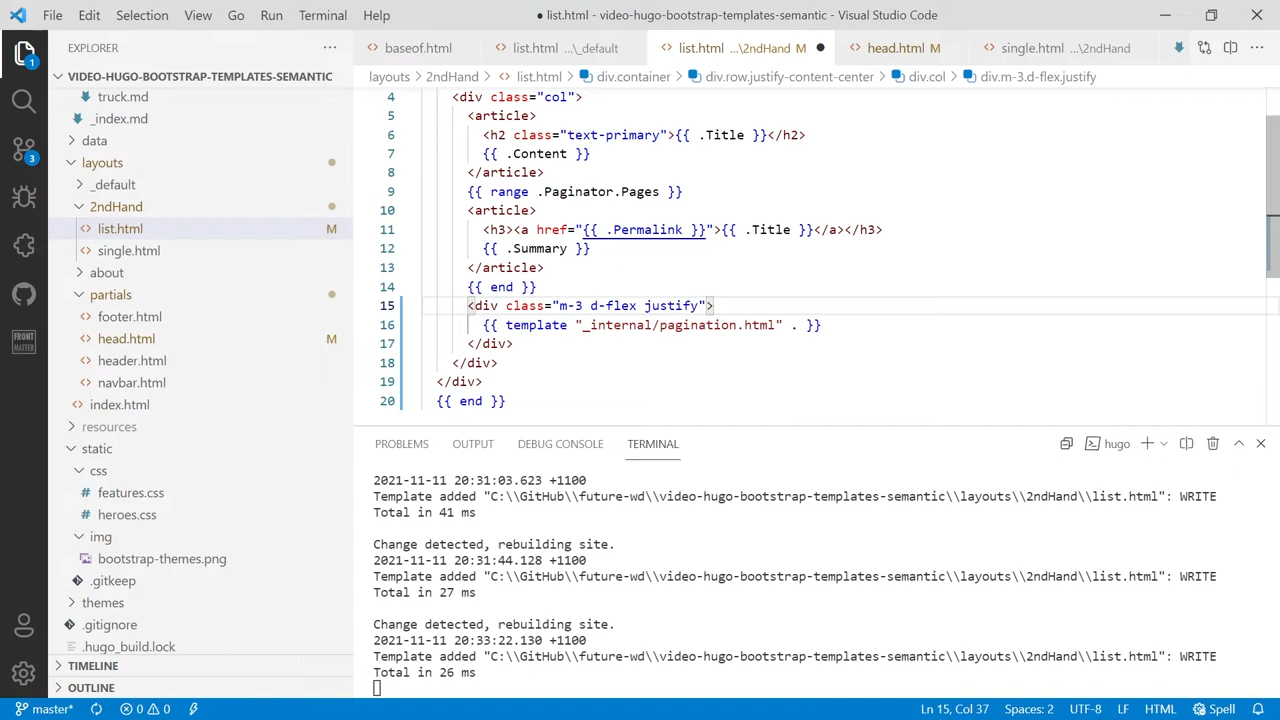 File Edit Selection View Go Run Terminal Help
● list.html - video-hugo-bootstrap-templates-semantic - Visual Studio Code
EXPLORER
VIDEO-HUGO-BOOTSTRAP-TEMPLATES-SEMANTIC
truck.md
_index.md
data
layouts
_default
2ndHand
list.html M
single.html
about
partials
footer.html
head.html M
header.html
navbar.html
index.html
resources
static
css
features.css
heroes.css
img
bootstrap-themes.png
.gitkeep
themes
.gitignore
.hugo_build.lock
TIMELINE
OUTLINE
1
3
FRONT
MATTER
baseof.html
list.html ...\_default
list.html ...\2ndHand M ●
head.html M
single.html ...\2ndHand
layouts > 2ndHand > list.html > div.container > div.row.justify-content-center > div.col > div.m-3.d-flex.justify
4 <div class="col">
5 <article>
6 <h2 class="text-primary">{{ .Title }}</h2>
7 {{ .Content }}
8 </article>
9 {{ range .Paginator.Pages }}
10 <article>
11 <h3><a href="{{ .Permalink }}">{{ .Title }}</a></h3>
12 {{ .Summary }}
13 </article>
14 {{ end }}
15 <div class="m-3 d-flex justify">
16 {{ template "_internal/pagination.html" . }}
17 </div>
18 </div>
19 </div>
20 {{ end }}
PROBLEMS OUTPUT DEBUG CONSOLE TERMINAL
hugo
2021-11-11 20:31:03.623 +1100
Template added "C:\\GitHub\\future-wd\\video-hugo-bootstrap-templates-semantic\\layouts\\2ndHand\\list.html": WRITE
Total in 41 ms
Change detected, rebuilding site.
2021-11-11 20:31:44.128 +1100
Template added "C:\\GitHub\\future-wd\\video-hugo-bootstrap-templates-semantic\\layouts\\2ndHand\\list.html": WRITE
Total in 27 ms
Change detected, rebuilding site.
2021-11-11 20:33:22.130 +1100
Template added "C:\\GitHub\\future-wd\\video-hugo-bootstrap-templates-semantic\\layouts\\2ndHand\\list.html": WRITE
Total in 26 ms
master* 0 0 Ln 15, Col 37 Spaces: 2 UTF-8 LF HTML Spell